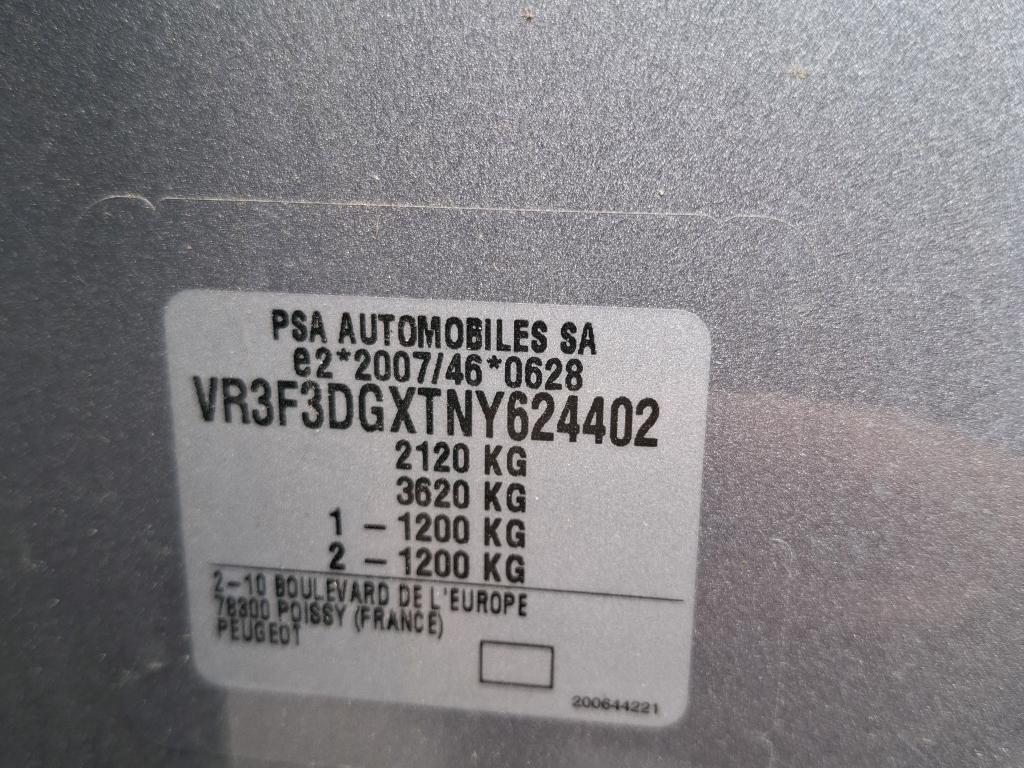 PSA AUTOMOBILES SA
e2*2007/46*0628
VR3F3DGXTNY624402
2120 KG
3620 KG
1 - 1200 KG
2 - 1200 KG
2-10 BOULEVARD DE L'EUROPE
78300 POISSY (FRANCE)
PEUGEOT
200644221